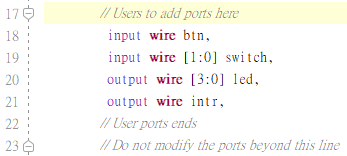 17 // Users to add ports here
18 input wire btn,
19 input wire [1:0] switch,
20 output wire [3:0] led,
21 output wire intr,
22 // User ports ends
23 // Do not modify the ports beyond this line